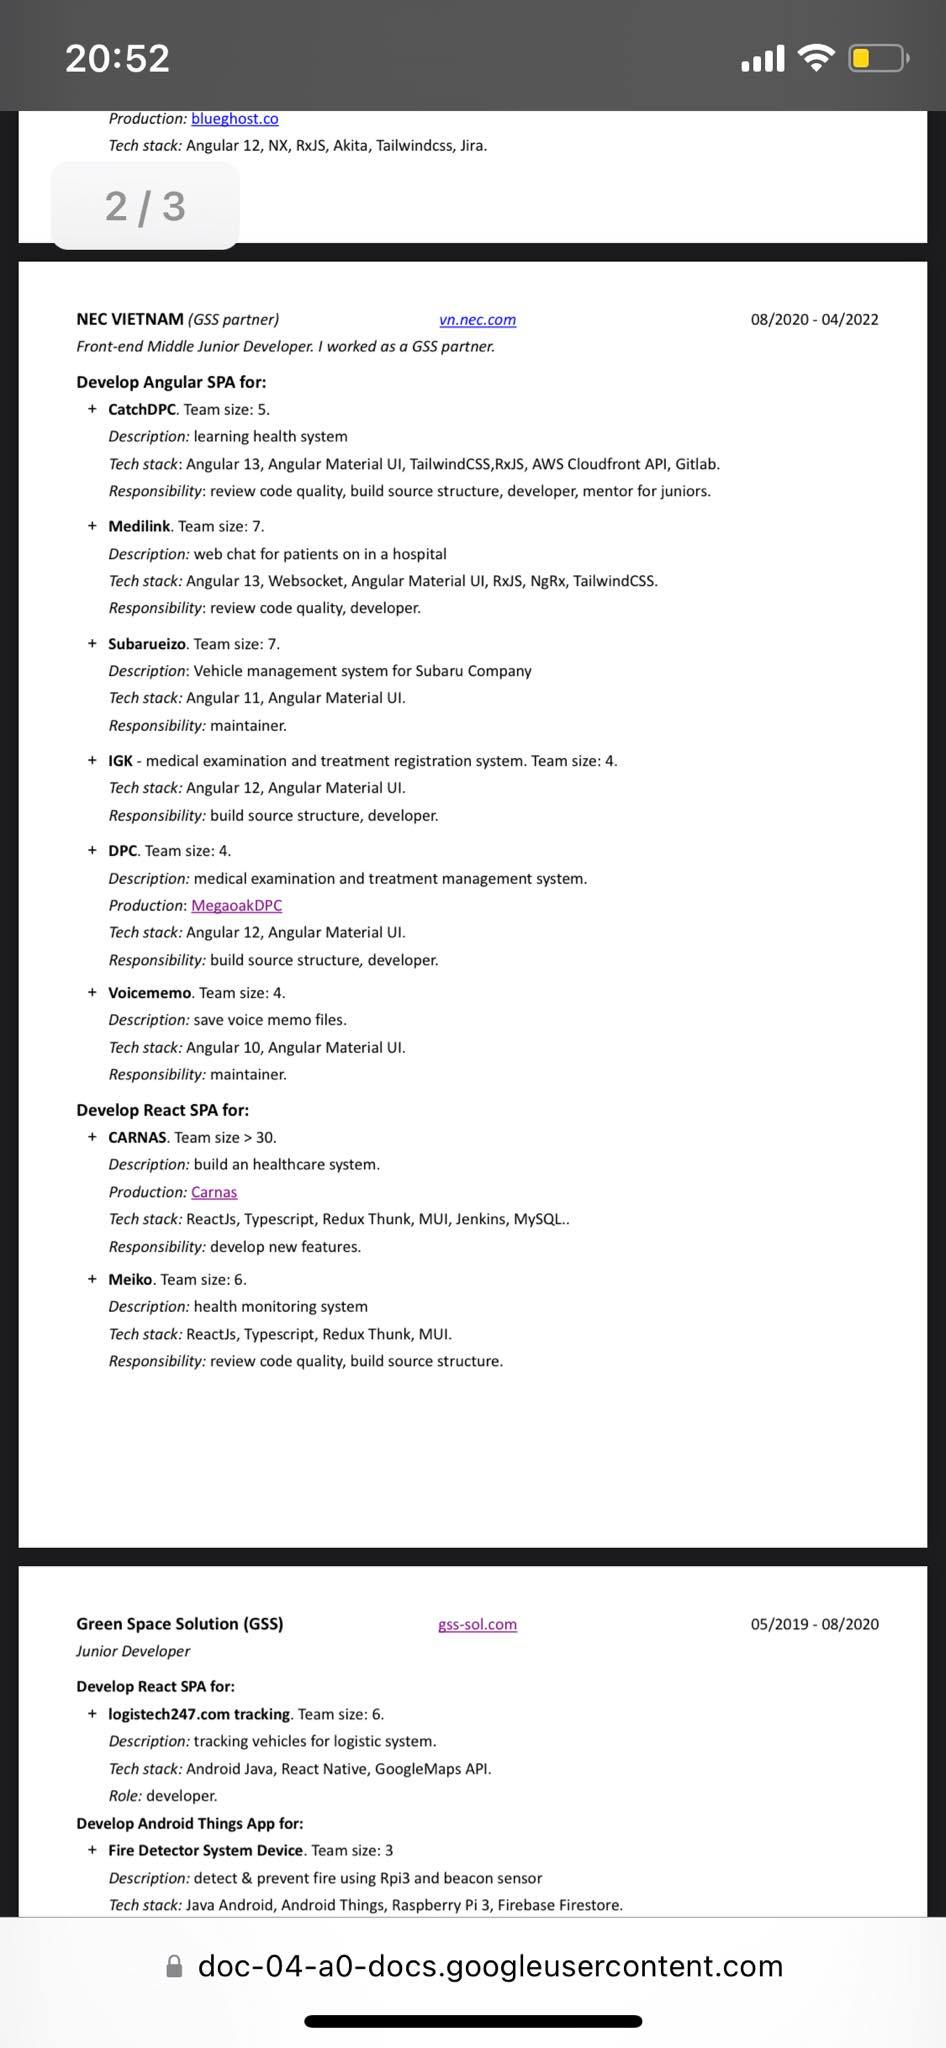 20:52
Production: blueghost.co
Tech stack: Angular 12, NX, RxJS, Akita, Tailwindcss, Jira.
2 / 3
NEC VIETNAM (GSS partner) vn.nec.com 08/2020 - 04/2022
Front-end Middle Junior Developer. I worked as a GSS partner.
Develop Angular SPA for:
+ CatchDPC. Team size: 5.
Description: learning health system
Tech stack: Angular 13, Angular Material UI, TailwindCSS,RxJS, AWS Cloudfront API, Gitlab.
Responsibility: review code quality, build source structure, developer, mentor for juniors.
+ Medilink. Team size: 7.
Description: web chat for patients on in a hospital
Tech stack: Angular 13, Websocket, Angular Material UI, RxJS, NgRx, TailwindCSS.
Responsibility: review code quality, developer.
+ Subarueizo. Team size: 7.
Description: Vehicle management system for Subaru Company
Tech stack: Angular 11, Angular Material UI.
Responsibility: maintainer.
+ IGK - medical examination and treatment registration system. Team size: 4.
Tech stack: Angular 12, Angular Material UI.
Responsibility: build source structure, developer.
+ DPC. Team size: 4.
Description: medical examination and treatment management system.
Production: MegaoakDPC
Tech stack: Angular 12, Angular Material UI.
Responsibility: build source structure, developer.
+ Voicememo. Team size: 4.
Description: save voice memo files.
Tech stack: Angular 10, Angular Material UI.
Responsibility: maintainer.
Develop React SPA for:
+ CARNAS. Team size > 30.
Description: build an healthcare system.
Production: Carnas
Tech stack: ReactJs, Typescript, Redux Thunk, MUI, Jenkins, MySQL..
Responsibility: develop new features.
+ Meiko. Team size: 6.
Description: health monitoring system
Tech stack: ReactJs, Typescript, Redux Thunk, MUI.
Responsibility: review code quality, build source structure.
Green Space Solution (GSS) gss-sol.com 05/2019 - 08/2020
Junior Developer
Develop React SPA for:
+ logistech247.com tracking. Team size: 6.
Description: tracking vehicles for logistic system.
Tech stack: Android Java, React Native, GoogleMaps API.
Role: developer.
Develop Android Things App for:
+ Fire Detector System Device. Team size: 3
Description: detect & prevent fire using Rpi3 and beacon sensor
Tech stack: Java Android, Android Things, Raspberry Pi 3, Firebase Firestore.
doc-04-a0-docs.googleusercontent.com